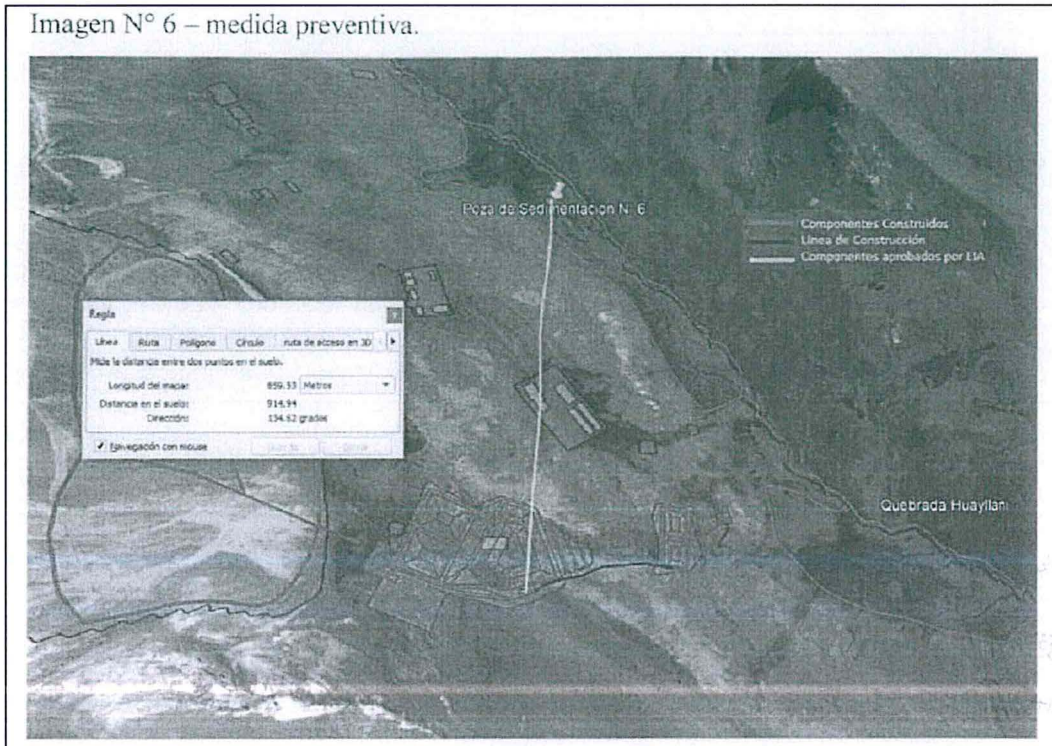 Imagen N° 6 – medida preventiva.
Poza de Sedimentación N° 6
Componentes Construidos
Línea de Construcción
Componentes aprobados por EIA
Regla
Línea Ruta Polígono Círculo ruta de acceso en 3D
Mide la distancia entre dos puntos en el suelo.
Longitud del mapa: 859.53 Metros
Distancia en el suelo: 914.94
Dirección: 134.62 grados
Navegación con mouse
Quebrada Huayllani